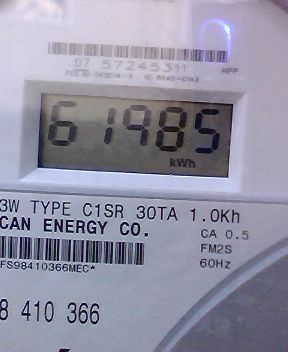 07 57245311
61985
kWh
3W TYPE C1SR 30TA 1.0Kh
CAN ENERGY CO.
CA 0.5
FM2S
60Hz
FS98410366MEC*
8 410 366